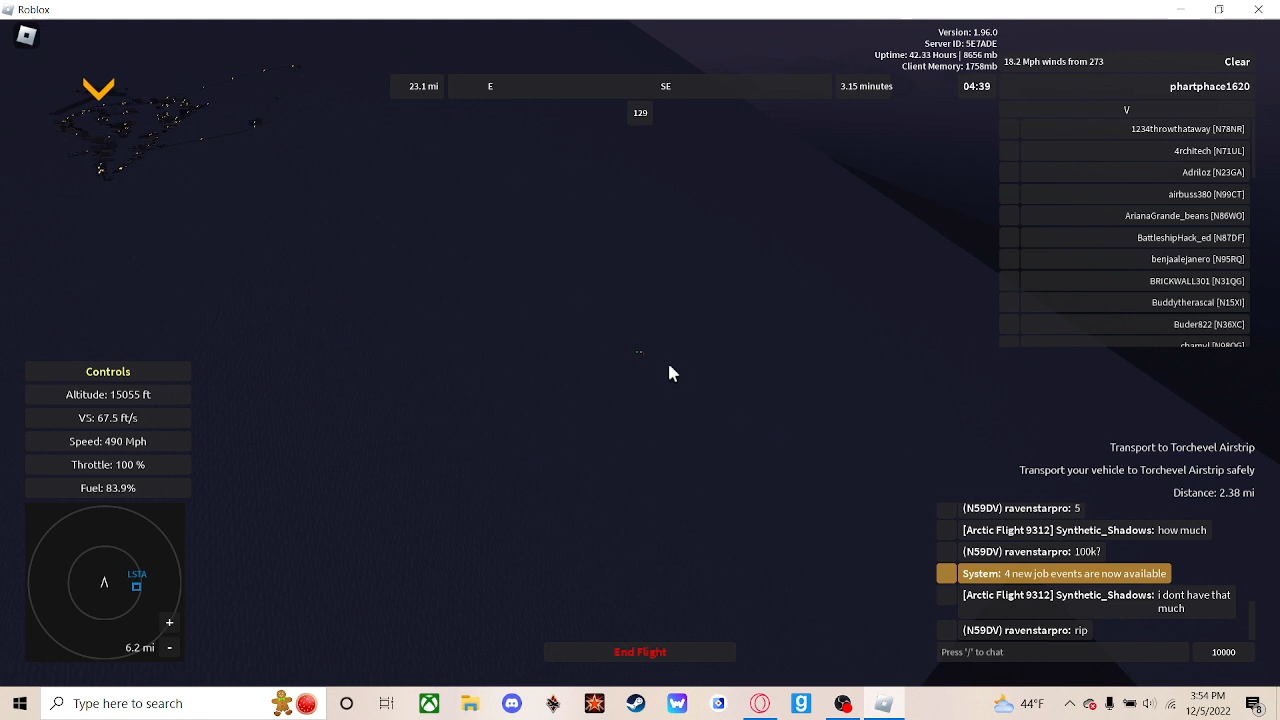 Roblox
Version: 1.96.0
Server ID: 5E7ADE
Uptime: 42.33 Hours | 8656 mb
Client Memory: 1758mb
18.2 Mph winds from 273
Clear
23.1 mi
E
SE
3.15 minutes
04:39
phartphace1620
129
V
1234throwthataway [N78NR]
4rchitech [N71UL]
Adriloz [N23GA]
airbuss380 [N99CT]
ArianaGrande_beans [N86WO]
BattleshipHack_ed [N87DF]
benjaalejanero [N95RQ]
BRICKWALL301 [N31QG]
Buddytherascal [N15XI]
Buder822 [N36XC]
Controls
Altitude: 15055 ft
VS: 67.5 ft/s
Speed: 490 Mph
Throttle: 100 %
Fuel: 83.9%
LSTA
+
6.2 mi
-
End Flight
Transport to Torchevel Airstrip
Transport your vehicle to Torchevel Airstrip safely
Distance: 2.38 mi
(N59DV) ravenstarpro: 5
[Arctic Flight 9312] Synthetic_Shadows: how much
(N59DV) ravenstarpro: 100k?
System: 4 new job events are now available
[Arctic Flight 9312] Synthetic_Shadows: i dont have that
much
(N59DV) ravenstarpro: rip
Press '/' to chat
10000
Type here to search
44°F
3:54 PM
12/5/2022
8